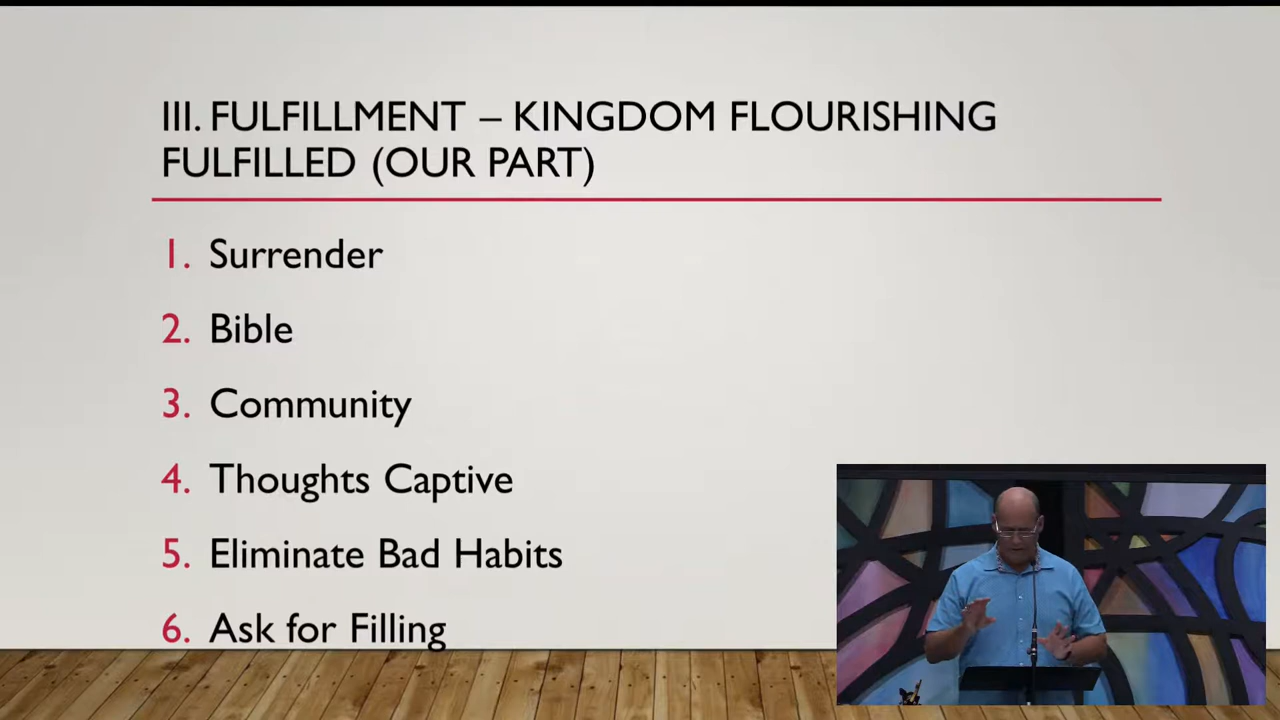 III. FULFILLMENT – KINGDOM FLOURISHING
FULFILLED (OUR PART)
1. Surrender
2. Bible
3. Community
4. Thoughts Captive
5. Eliminate Bad Habits
6. Ask for Filling